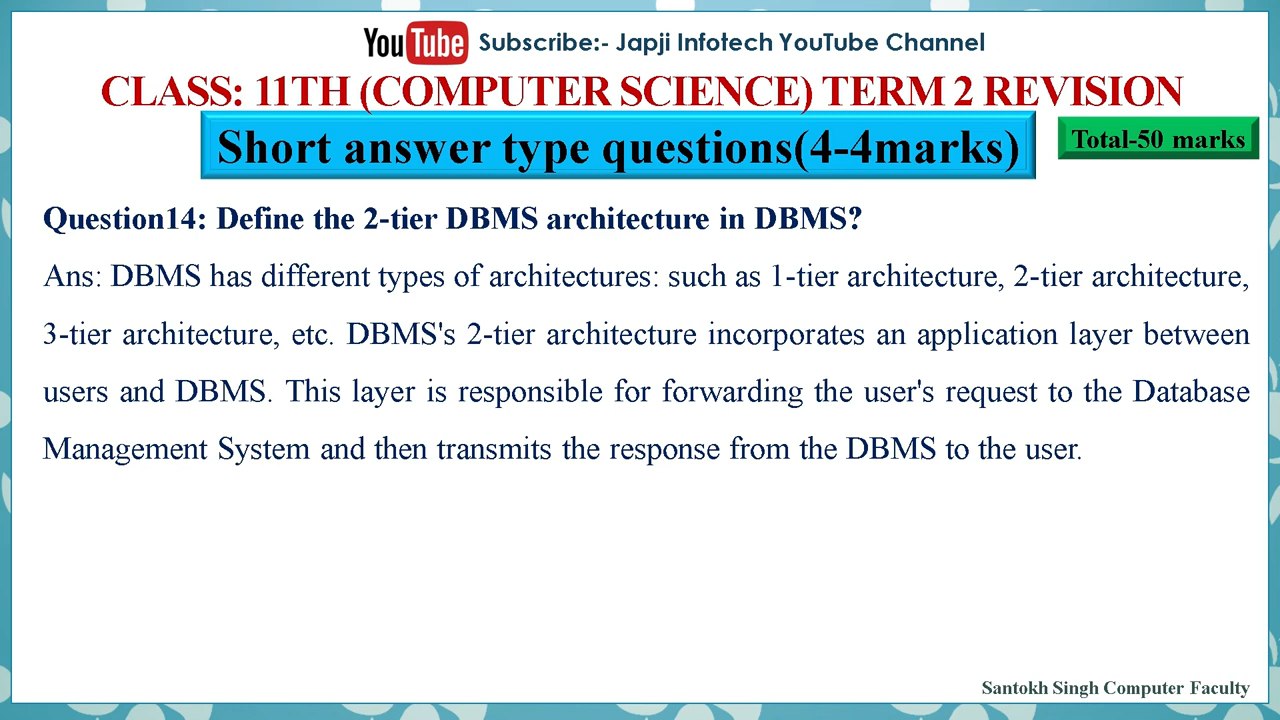 YouTube Subscribe:- Japji Infotech YouTube Channel
CLASS: 11TH (COMPUTER SCIENCE) TERM 2 REVISION
Short answer type questions(4-4marks)
Total-50 marks
Question14: Define the 2-tier DBMS architecture in DBMS?
Ans: DBMS has different types of architectures: such as 1-tier architecture, 2-tier architecture,
3-tier architecture, etc. DBMS's 2-tier architecture incorporates an application layer between
users and DBMS. This layer is responsible for forwarding the user's request to the Database
Management System and then transmits the response from the DBMS to the user.
Santokh Singh Computer Faculty